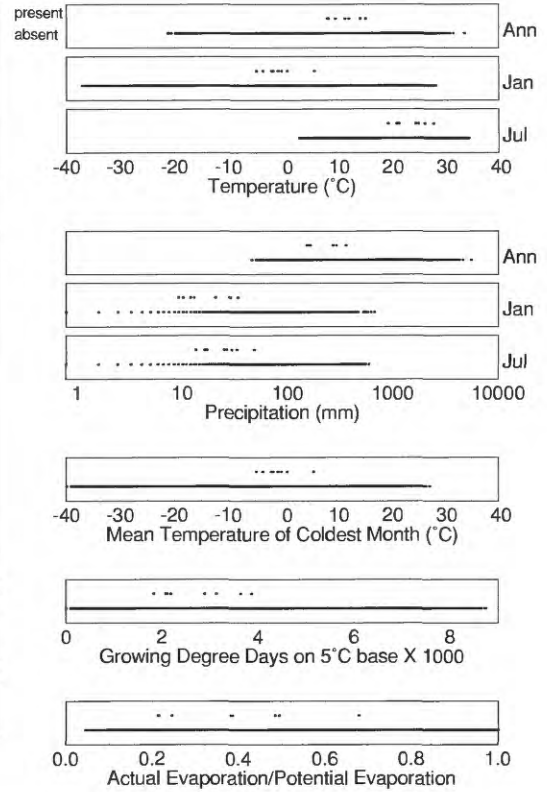 present
absent
Ann
Jan
Jul
-40 -30 -20 -10 0 10 20 30 40
Temperature (˚C)
Ann
Jan
Jul
1 10 100 1000 10000
Precipitation (mm)
-40 -30 -20 -10 0 10 20 30 40
Mean Temperature of Coldest Month (˚C)
0 2 4 6 8
Growing Degree Days on 5˚C base X 1000
0.0 0.2 0.4 0.6 0.8 1.0
Actual Evaporation/Potential Evaporation